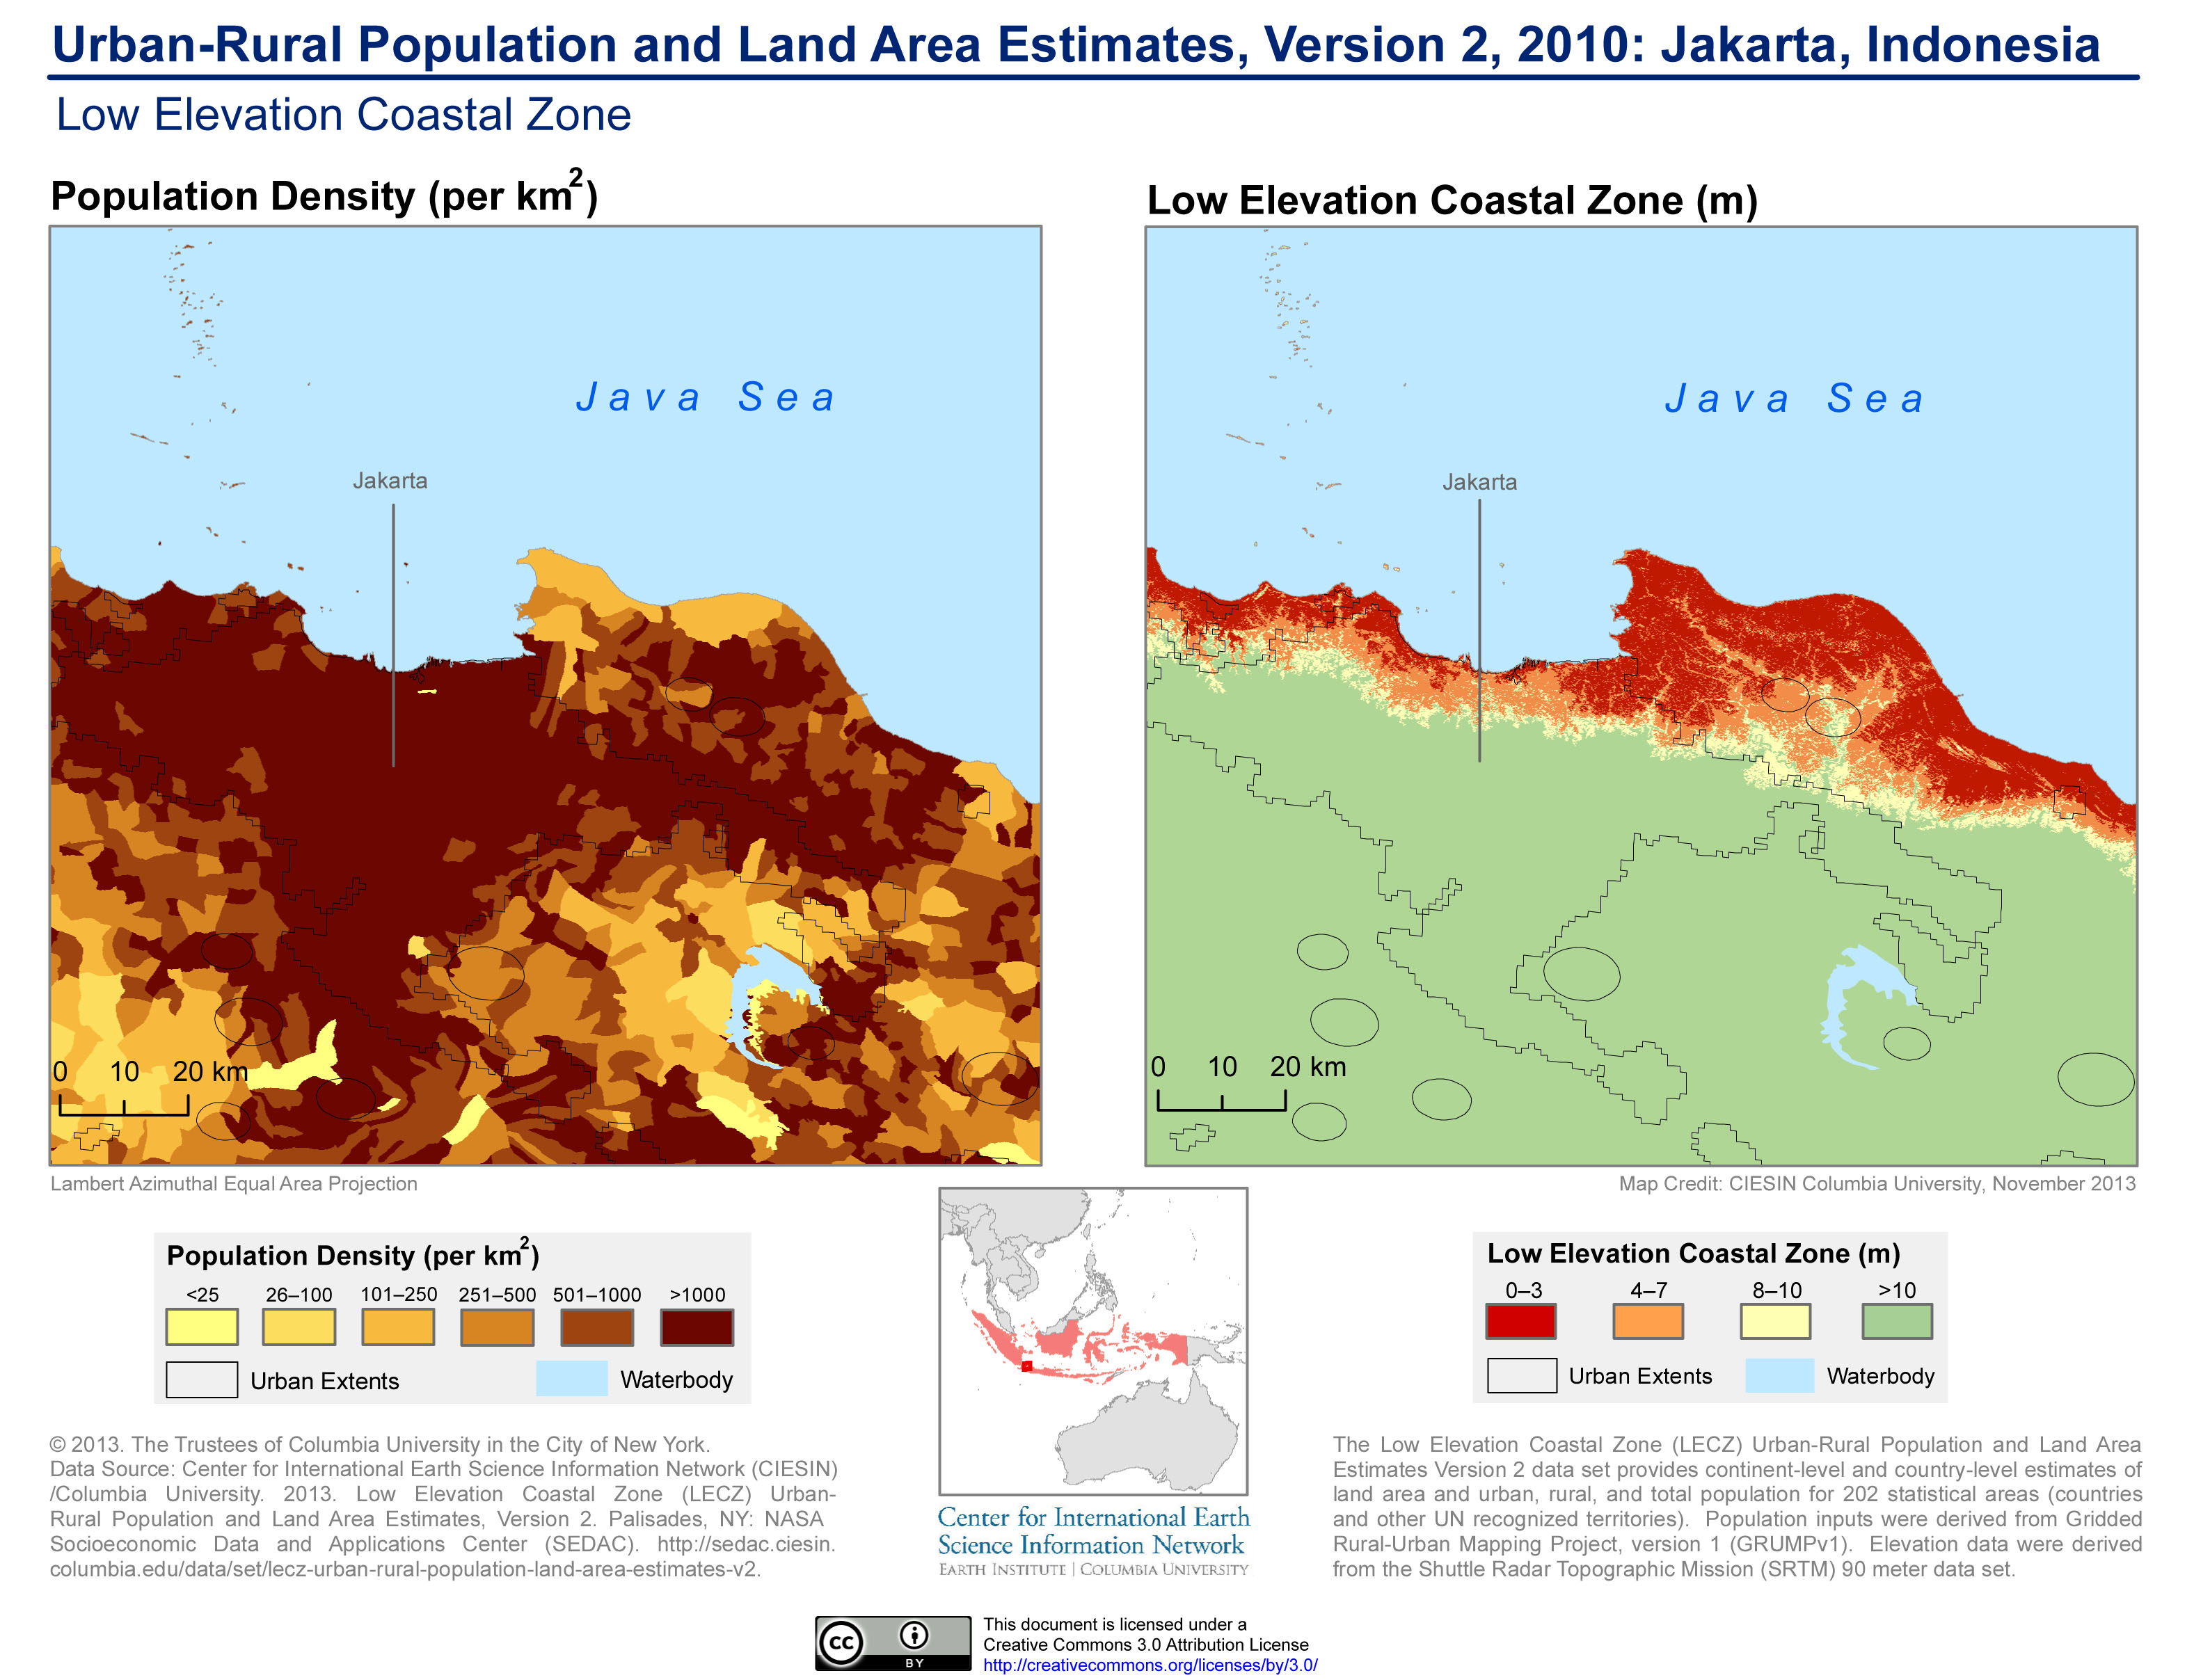 Urban-Rural Population and Land Area Estimates, Version 2, 2010: Jakarta, Indonesia
Low Elevation Coastal Zone
Population Density (per km2)
Java Sea
Jakarta
0 10 20 km
Lambert Azimuthal Equal Area Projection
Low Elevation Coastal Zone (m)
Java Sea
Jakarta
0 10 20 km
Map Credit: CIESIN Columbia University, November 2013
Population Density (per km2)
<25 26–100 101–250 251–500 501–1000 >1000
Urban Extents Waterbody
Low Elevation Coastal Zone (m)
0–3 4–7 8–10 >10
Urban Extents Waterbody
© 2013. The Trustees of Columbia University in the City of New York.
Data Source: Center for International Earth Science Information Network (CIESIN)
/Columbia University. 2013. Low Elevation Coastal Zone (LECZ) Urban-
Rural Population and Land Area Estimates, Version 2. Palisades, NY: NASA
Socioeconomic Data and Applications Center (SEDAC). http://sedac.ciesin.
columbia.edu/data/set/lecz-urban-rural-population-land-area-estimates-v2.
Center for International Earth
Science Information Network
EARTH INSTITUTE | COLUMBIA UNIVERSITY
The Low Elevation Coastal Zone (LECZ) Urban-Rural Population and Land Area
Estimates Version 2 data set provides continent-level and country-level estimates of
land area and urban, rural, and total population for 202 statistical areas (countries
and other UN recognized territories). Population inputs were derived from Gridded
Rural-Urban Mapping Project, version 1 (GRUMPv1). Elevation data were derived
from the Shuttle Radar Topographic Mission (SRTM) 90 meter data set.
cc
BY
This document is licensed under a
Creative Commons 3.0 Attribution License
http://creativecommons.org/licenses/by/3.0/